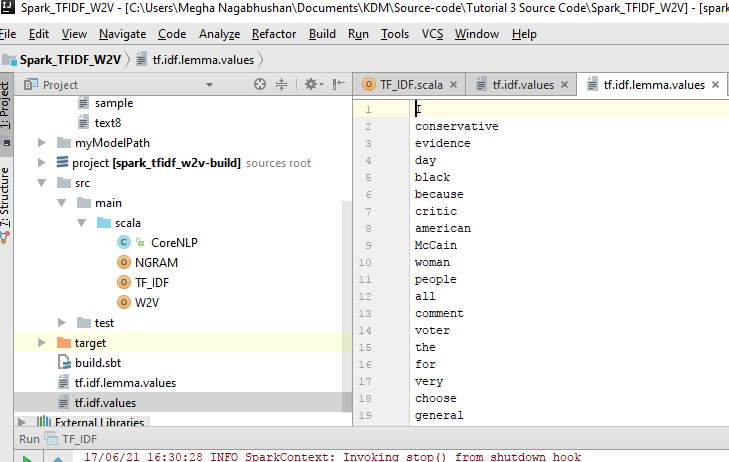 Spark_TFIDF_W2V - [C:\Users\Megha Nagabhushan\Documents\KDM\Source-code\Tutorial 3 Source Code\Spark_TFIDF_W2V] - [spark
File Edit View Navigate Code Analyze Refactor Build Run Tools VCS Window Help
Spark_TFIDF_W2V tf.idf.lemma.values
Project TF_IDF.scala tf.idf.values tf.idf.lemma.values
1: Project
7: Structure
sample
text8
myModelPath
project [spark_tfidf_w2v-build] sources root
src
main
scala
CoreNLP
NGRAM
TF_IDF
W2V
test
target
build.sbt
tf.idf.lemma.values
tf.idf.values
External Libraries
1 I
2 conservative
3 evidence
4 day
5 black
6 because
7 critic
8 american
9 McCain
10 woman
11 people
12 all
13 comment
14 voter
15 the
16 for
17 very
18 choose
19 general
Run TF_IDF
17/06/21 16:30:28 INFO SparkContext: Invoking stop() from shutdown hook